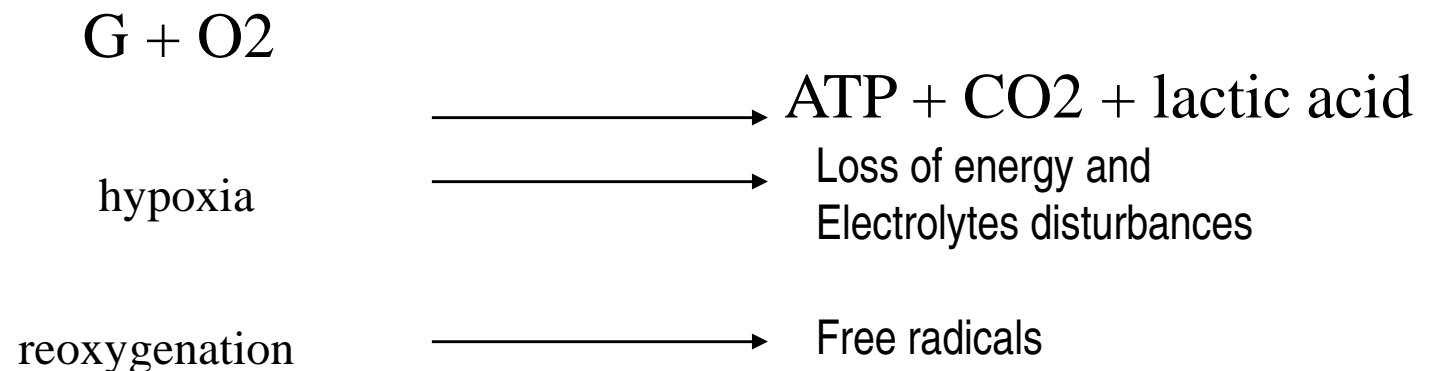 G + O2
ATP + CO2 + lactic acid
hypoxia
Loss of energy and
Electrolytes disturbances
reoxygenation
Free radicals